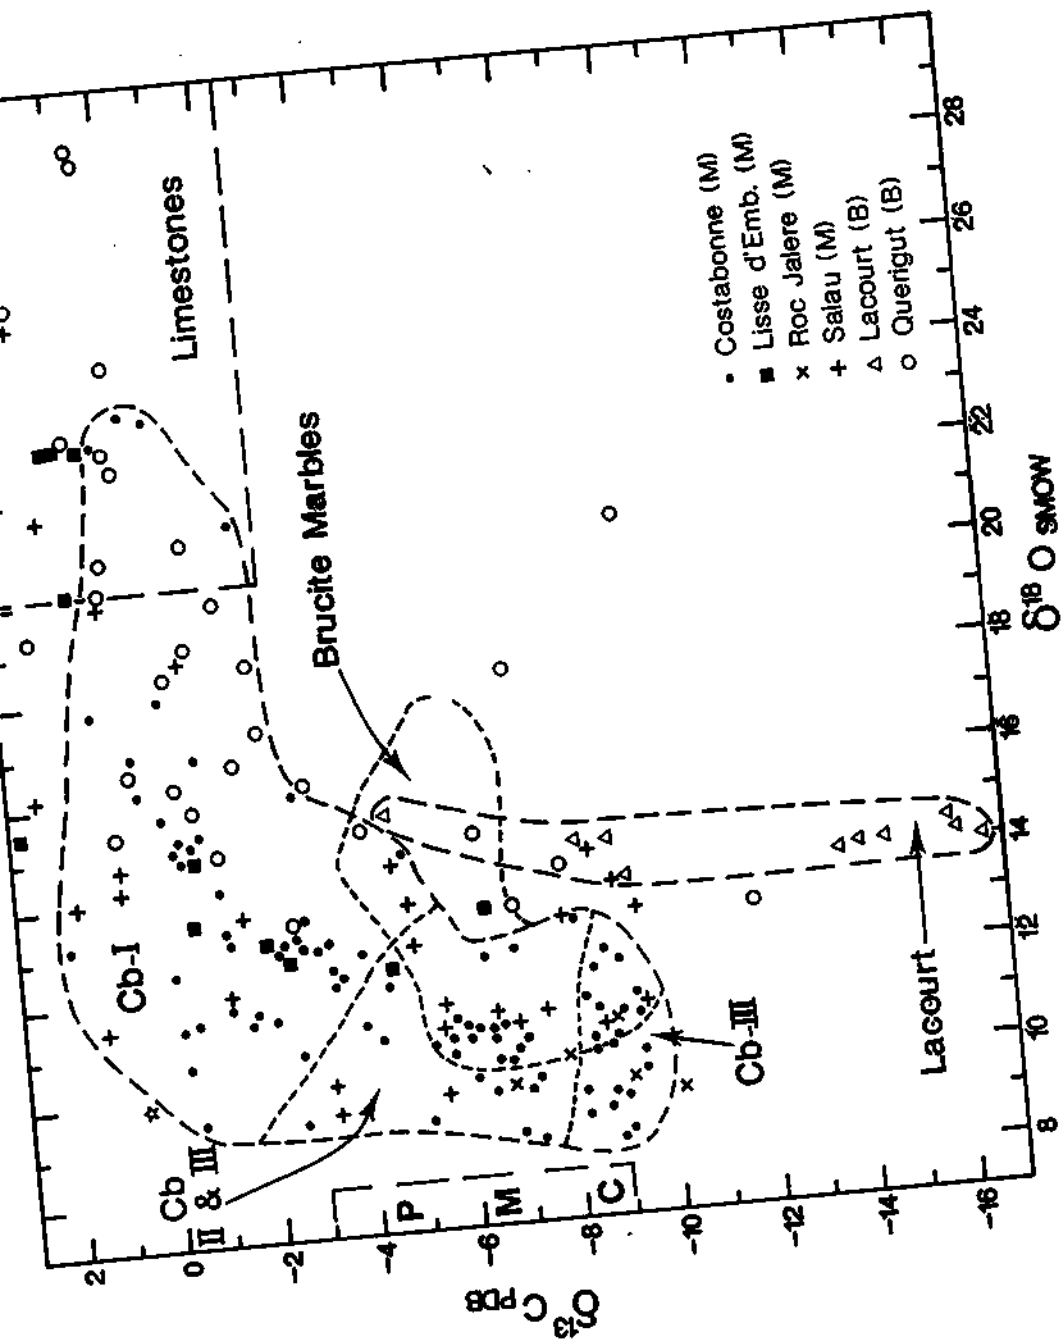 Limestones
Brucite Marbles
Cb-I
Cb
II & III
Cb-III
Lacourt
P
M
C
• Costabonne (M)
■ Lisse d'Emb. (M)
× Roc Jalere (M)
+ Salau (M)
△ Lacourt (B)
○ Querigut (B)
2
0
-2
-4
-6
-8
-10
-12
-14
-16
δ13 C PDB
8
10
12
14
16
18
20
22
24
26
28
δ18 O SMOW